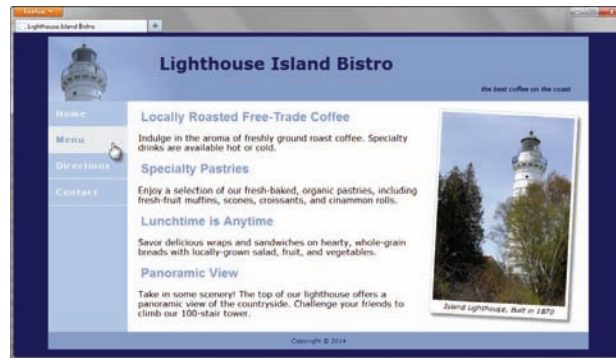 Firefox
Lighthouse Island Bistro
Lighthouse Island Bistro
the best coffee on the coast
Home
Menu
Directions
Contact
Locally Roasted Free-Trade Coffee
Indulge in the aroma of freshly ground roast coffee. Specialty
drinks are available hot or cold.
Specialty Pastries
Enjoy a selection of our fresh-baked, organic pastries, including
fresh-fruit muffins, scones, croissants, and cinammon rolls.
Lunchtime is Anytime
Savor delicious wraps and sandwiches on hearty, whole-grain
breads with locally-grown salad, fruit, and vegetables.
Panoramic View
Take in some scenery! The top of our lighthouse offers a
panoramic view of the countryside. Challenge your friends to
climb our 100-stair tower.
Island Lighthouse, Built in 1870
Copyright © 2014